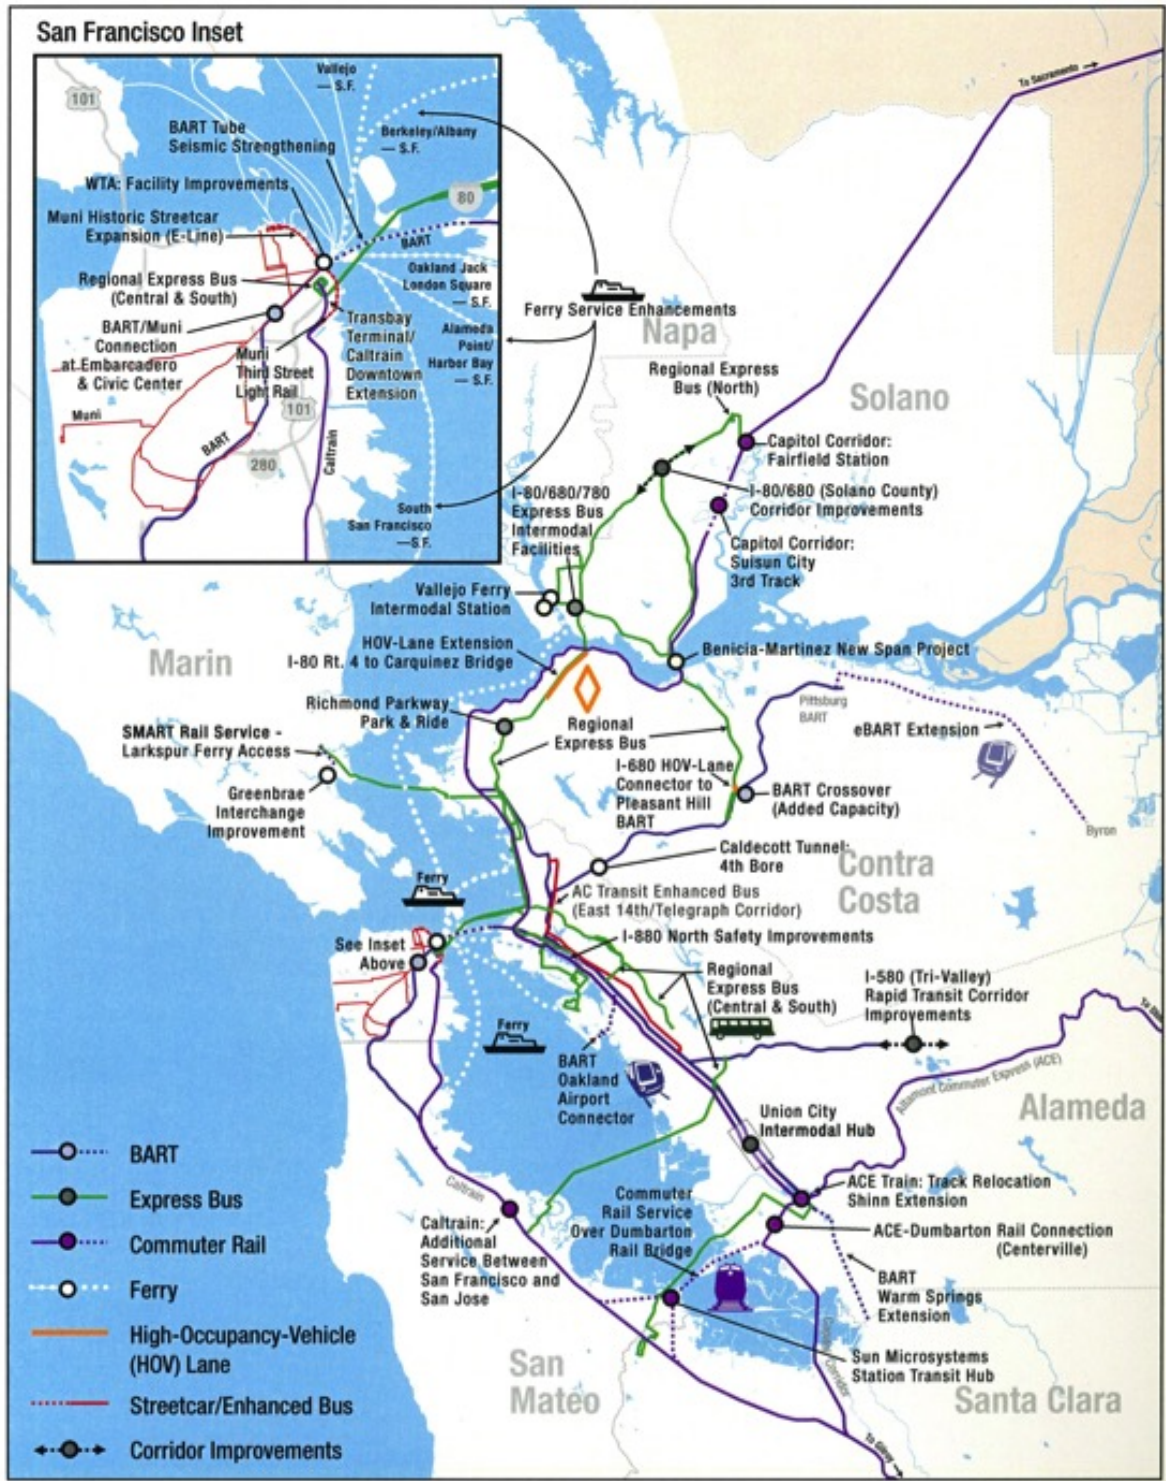 San Francisco Inset
101
Vallejo
— S.F.
BART Tube
Seismic Strengthening
Berkeley/Albany
— S.F.
WTA: Facility Improvements
80
Muni Historic Streetcar
Expansion (E-Line)
BART
Regional Express Bus
(Central & South)
Oakland Jack
London Square
— S.F.
BART/Muni
Connection
at Embarcadero
& Civic Center
Transbay
Terminal/
Caltrain
Downtown
Extension
Alameda
Point/
Harbor Bay
— S.F.
Muni
Third Street
Light Rail
101
Muni
BART
280
Caltrain
South
San Francisco
—S.F.
To Sacramento
Ferry Service Enhancements
Napa
Regional Express
Bus (North)
Solano
Capitol Corridor:
Fairfield Station
I-80/680/780
Express Bus
Intermodal
Facilities
I-80/680 (Solano County)
Corridor Improvements
Capitol Corridor:
Suisun City
3rd Track
Vallejo Ferry
Intermodal Station
Marin
HOV-Lane Extension
I-80 Rt. 4 to Carquinez Bridge
Benicia-Martinez New Span Project
Richmond Parkway
Park & Ride
Pittsburg
BART
SMART Rail Service -
Larkspur Ferry Access
Regional
Express Bus
eBART Extension
Greenbrae
Interchange
Improvement
I-680 HOV-Lane
Connector to
Pleasant Hill
BART
BART Crossover
(Added Capacity)
Byron
Caldecott Tunnel:
4th Bore
Contra
Costa
Ferry
AC Transit Enhanced Bus
(East 14th/Telegraph Corridor)
See Inset
Above
I-880 North Safety Improvements
Regional
Express Bus
(Central & South)
I-580 (Tri-Valley)
Rapid Transit Corridor
Improvements
Ferry
BART
Oakland
Airport
Connector
Altamont Commuter Express (ACE)
Alameda
Union City
Intermodal Hub
Caltrain
ACE Train: Track Relocation
Shinn Extension
Commuter
Rail Service
Over Dumbarton
Rail Bridge
Caltrain:
Additional
Service Between
San Francisco and
San Jose
ACE-Dumbarton Rail Connection
(Centerville)
BART
Warm Springs
Extension
San
Mateo
Sun Microsystems
Station Transit Hub
Santa Clara
To Gilroy
BART
Express Bus
Commuter Rail
Ferry
High-Occupancy-Vehicle
(HOV) Lane
Streetcar/Enhanced Bus
Corridor Improvements